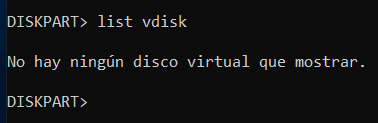 DISKPART> list vdisk
No hay ningún disco virtual que mostrar.
DISKPART>